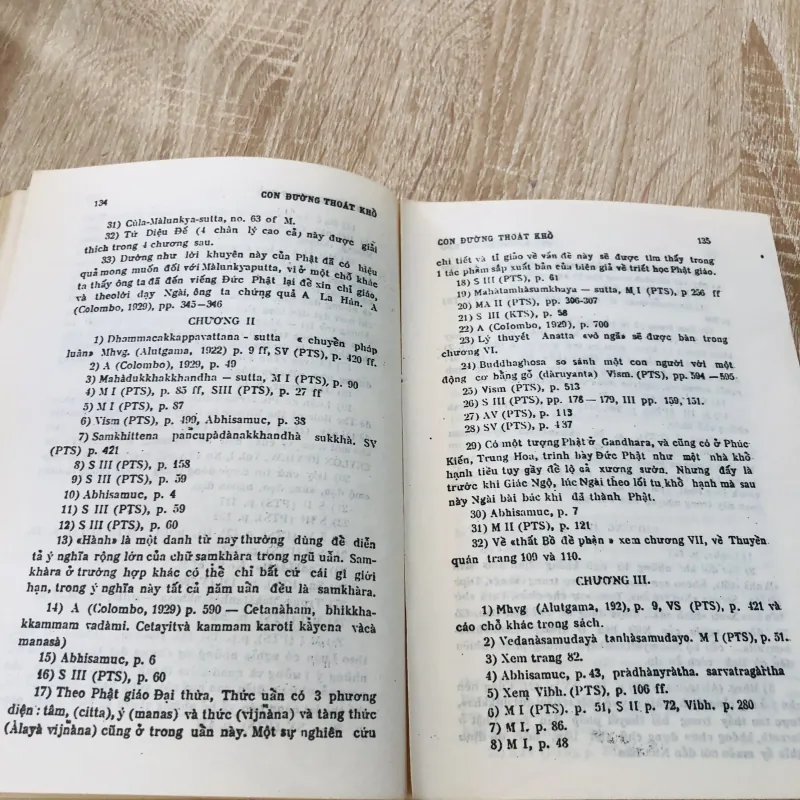 134
CON ĐƯỜNG THOÁT KHỔ
31) Cúla-Màlunkya-sutta, no. 63 of M.
32) Tứ Diệu Đế (4 chân lý cao cả) này được giải
thích trong 4 chương sau.
33) Dường như lời khuyên này của Phật đã có hiệu
quả mong muốn đối với Màlunkyaputta, vì ở một chỗ khác
ta thấy ông ta đã đến viếng Đức Phật lại để xin chỉ giáo,
và theolời dạy Ngài, ông ta chứng quả A La Hán. A
(Colombo, 1929), pp. 345—346
CHƯƠNG II
1) Dhammacakkappavattana - sutta « chuyển pháp
luân» Mhvg. (Alutgama, 1922) p. 9 ff, SV (PTS), p. 420 ff.
2) A (Colombo), 1929, p. 49
3) Mahàdukkhakkhandha — sutta, M I (PTS), p. 90
4) M I (PTS), p. 85 ff, SIII (PTS), p. 27 ff
5) M I (PTS), p. 87
6) Vism (PTS), p. 499, Abhisamuc, p. 38
7) Samkhittena pañcupàdànakkhandhà sukkhà. SV
(PTS) p. 421
8) S III (PTS), p. 158
9) S III (PTS), p. 59
10) Abhisamuc, p. 4
11) S III (PTS), p. 59
12) S III (PTS), p. 60
13) «Hành» là một danh từ nay thường dùng để diễn
tả ý nghĩa rộng lớn của chữ samkhàra trong ngũ uẩn. Sam-
khàra ở trường hợp khác có thể chỉ bất cứ cái gì giới
hạn, trong ý nghĩa này tất cả năm uẩn đều là samkhàra.
14) A (Colombo, 1929) p. 590 — Cetanàham, bhikkha-
kkammam vadàmi. Cetayitvà kammam karoti kàyena vàcà
manasà)
15) Abhisamuc, p. 6
16) S III (PTS), p. 60
17) Theo Phật giáo Đại thừa, Thức uẩn có 3 phương
diện : tâm, (citta), ý (manas) và thức (vijnàna) và tàng thức
(Àlayà vijnàna) cũng ở trong uẩn này. Một sự nghiên cứu
CON ĐƯỜNG THOÁT KHỔ
135
chi tiết và tỉ giảo về vấn đề này sẽ được tìm thấy trong
1 tác phẩm sắp xuất bản của biên giả về triết học Phật giáo.
18) S III (PTS), p. 61
19) Mahàtamhàsamkhaya — sutta, M I (PTS), p 256 ff
20) MA II (PTS), pp. 306-307
21) S III (KTS), p. 58
22) A (Colombo, 1929), p. 700
23) Lý thuyết Anatta «vô ngã» sẽ được bàn trong
chương VI.
24) Buddhaghosa so sánh một con người với một
động cơ bằng gỗ (dàruyanta) Vism. (PTS), pp. 594 —595
25) Vism (PTS), p. 513
26) S III (PTS), pp. 178— 179, III pp. 159, 151.
27) AV (PTS), p. 113
28) SV (PTS), p. 437
29) Có một tượng Phật ở Gandhara, và cũng có ở Phúc
Kiến, Trung Hoa, trình bày Đức Phật như một nhà khổ
hạnh tiều tụy gầy đế lộ cả xương sườn. Nhưng đấy là
trước khi Giác Ngộ, lúc Ngài theo lối tu khổ hạnh mà sau
này Ngài bài bác khi đã thành Phật.
30) Abhisamuc, p. 7
31) M II (PTS), p. 121
32) Về «thất Bồ đề phận » xem chương VII, về Thuyền
quán trang 109 và 110.
CHƯƠNG III.
1) Mhvg (Alutgama, 192), p. 9, VS (PTS), p. 421 và
các chỗ khác trong sách.
2) Vedanàsamudayà tanhàsamudayo. M I (PTS), p. 51.
3) Xem trang 82.
4) Abhisamuc, p. 43, pràdhànyràtha. sarvatragàrtha
5) Xem Vibh. (PTS), p. 106 ff.
6) M I (PTS). p. 51, S II p. 72, Vibh. p. 280
7) M I. p. 86.
8) M I, p. 48